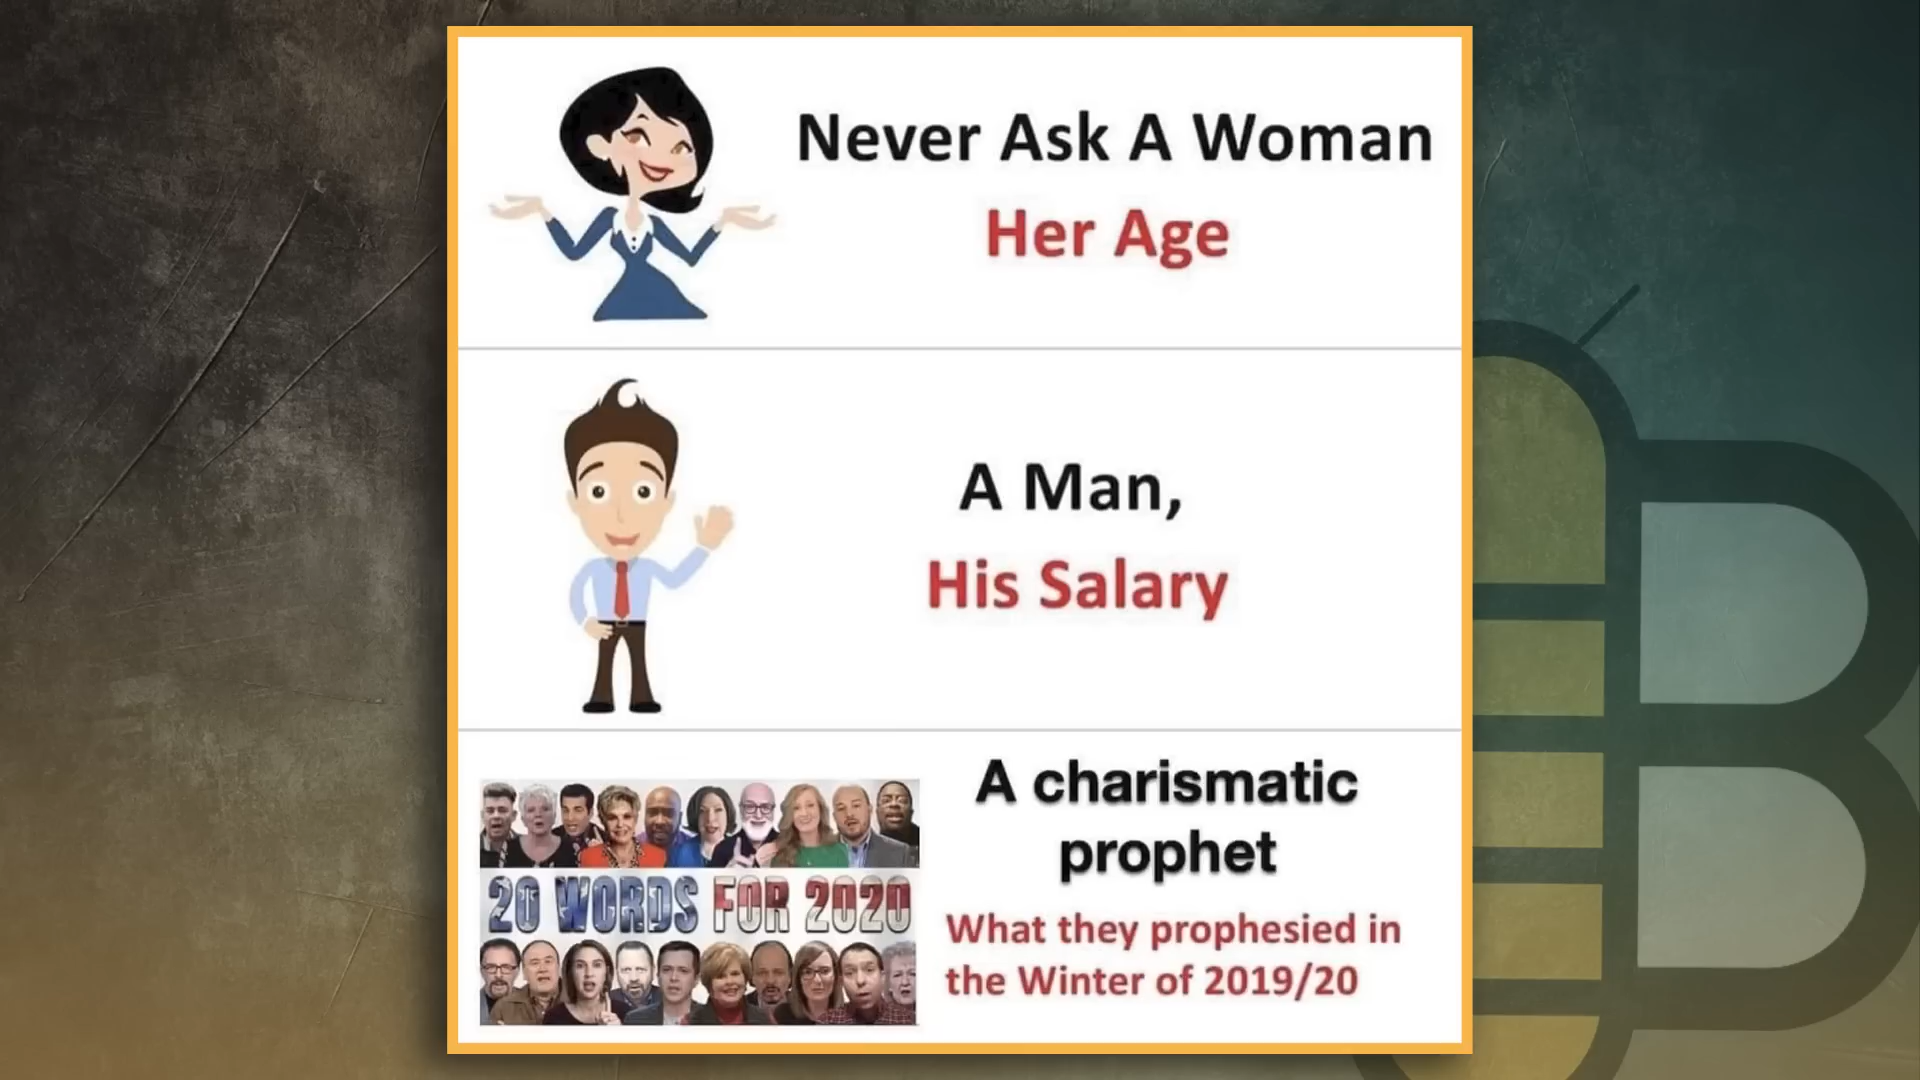 Never Ask A Woman
Her Age
A Man,
His Salary
A charismatic
prophet
20 WORDS FOR 2020
What they prophesied in
the Winter of 2019/20